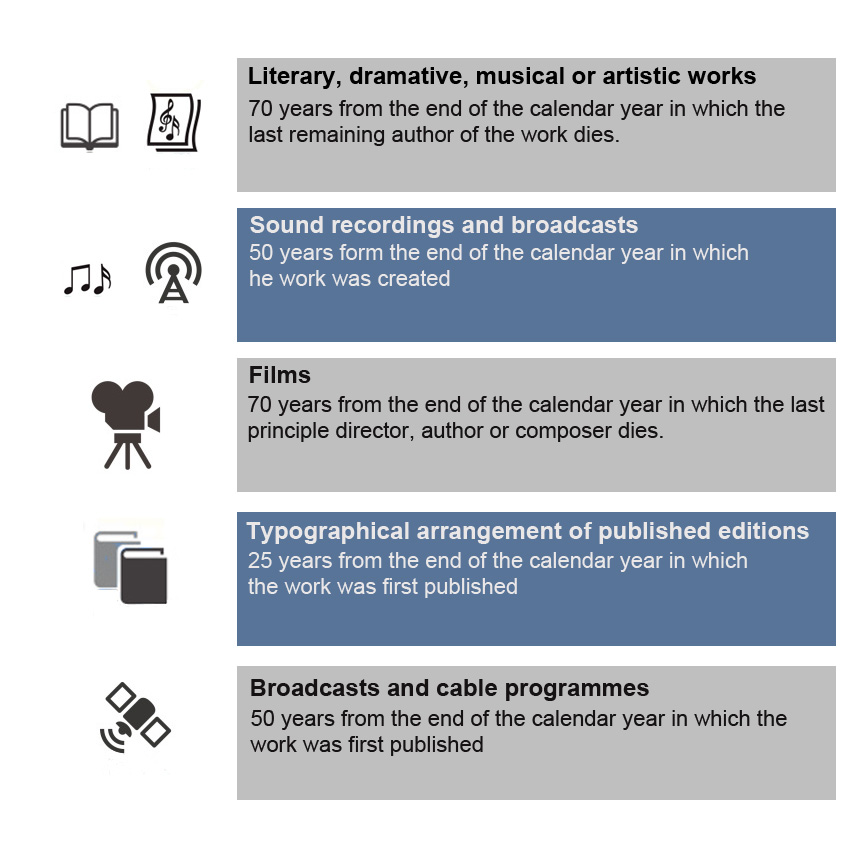 Literary, dramative, musical or artistic works
70 years from the end of the calendar year in which the
last remaining author of the work dies.
Sound recordings and broadcasts
50 years form the end of the calendar year in which
he work was created
Films
70 years from the end of the calendar year in which the last
principle director, author or composer dies.
Typographical arrangement of published editions
25 years from the end of the calendar year in which
the work was first published
Broadcasts and cable programmes
50 years from the end of the calendar year in which the
work was first published